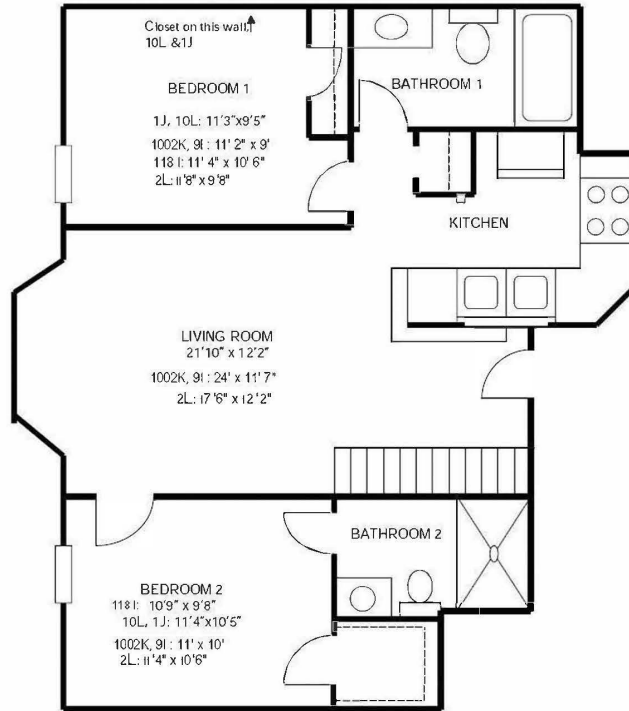 Closet on this wall,
10L &1J
BEDROOM 1
1J, 10L: 11'3"x9'5"
1002K, 9I: 11' 2" x 9'
118 I: 11' 4" x 10' 6"
2L: 11'8" x 9'8"
BATHROOM 1
KITCHEN
LIVING ROOM
21'10" x 12'2"
1002K, 9I: 24' x 11'7"
2L: 17'6" x 12'2"
BATHROOM 2
BEDROOM 2
118 I: 10'9" x 9'8"
10L, 1J: 11'4"x10'5"
1002K, 9I: 11' x 10'
2L: 11'4" x 10'6"